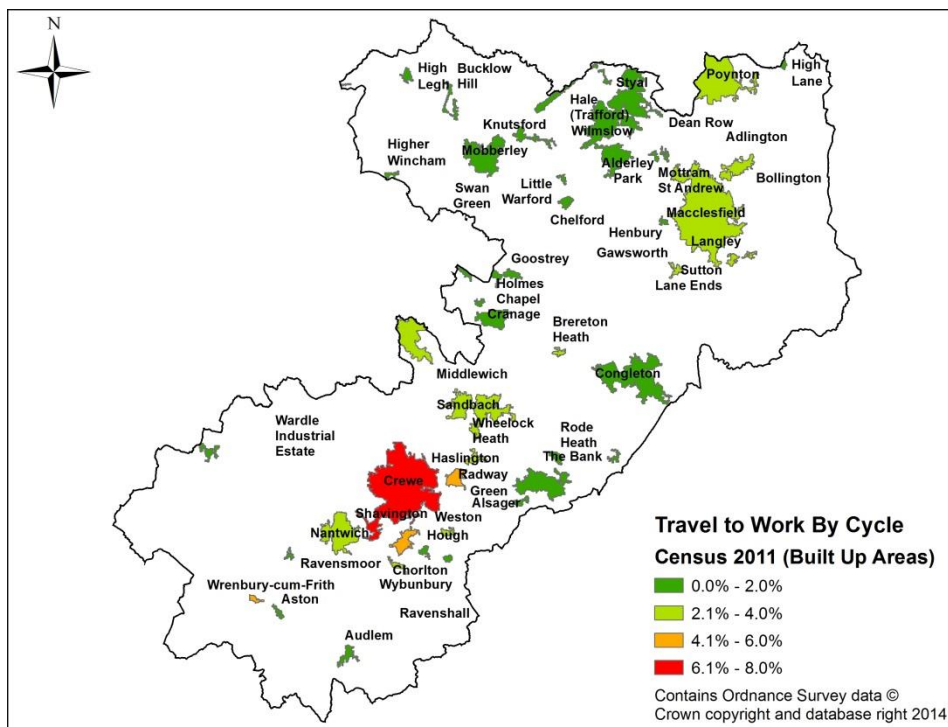 N
High
Legh
Bucklow
Hill
Styal
Poynton
High
Lane
Hale
(Trafford)
Wilmslow
Dean Row
Adlington
Knutsford
Mobberley
Higher
Wincham
Alderley
Park
Mottram
St Andrew
Bollington
Swan
Green
Little
Warford
Chelford
Macclesfield
Henbury
Langley
Gawsworth
Sutton
Lane Ends
Goostrey
Holmes
Chapel
Cranage
Brereton
Heath
Middlewich
Congleton
Sandbach
Wheelock
Heath
Wardle
Industrial
Estate
Rode
Heath
The Bank
Haslington
Radway
Green
Alsager
Crewe
Shavington
Weston
Nantwich
Hough
Ravensmoor
Chorlton
Wybunbury
Wrenbury-cum-Frith
Aston
Ravenshall
Audlem
Travel to Work By Cycle
Census 2011 (Built Up Areas)
0.0% - 2.0%
2.1% - 4.0%
4.1% - 6.0%
6.1% - 8.0%
Contains Ordnance Survey data ©
Crown copyright and database right 2014